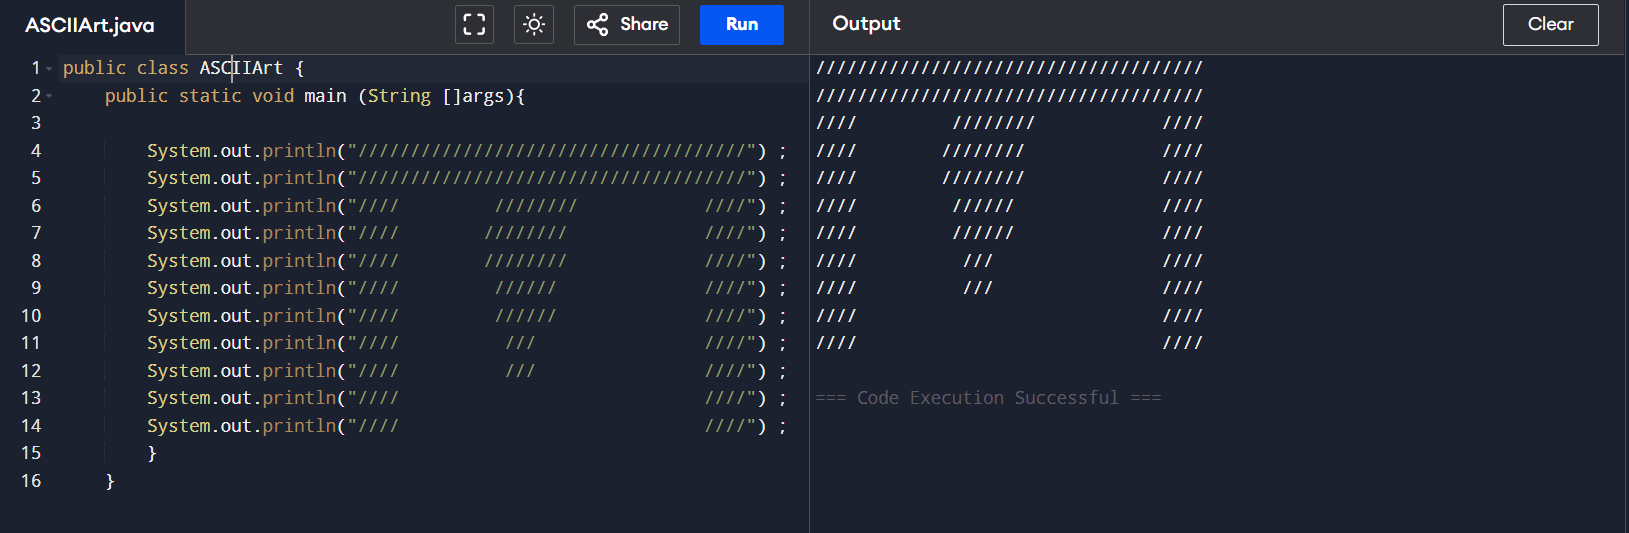 ASCIIArt.java
Share
Run
1 public class ASCIIArt {
2     public static void main (String []args){
3
4         System.out.println("/////////////////////////////////////") ;
5         System.out.println("/////////////////////////////////////") ;
6         System.out.println("////         ////////            ////") ;
7         System.out.println("////        ////////             ////") ;
8         System.out.println("////        ////////             ////") ;
9         System.out.println("////         //////              ////") ;
10         System.out.println("////         //////              ////") ;
11         System.out.println("////          ///                ////") ;
12         System.out.println("////          ///                ////") ;
13         System.out.println("////                             ////") ;
14         System.out.println("////                             ////") ;
15         }
16     }
Output
Clear
/////////////////////////////////////
/////////////////////////////////////
////         ////////            ////
////        ////////             ////
////        ////////             ////
////         //////              ////
////         //////              ////
////          ///                ////
////          ///                ////
////                             ////
////                             ////
=== Code Execution Successful ===